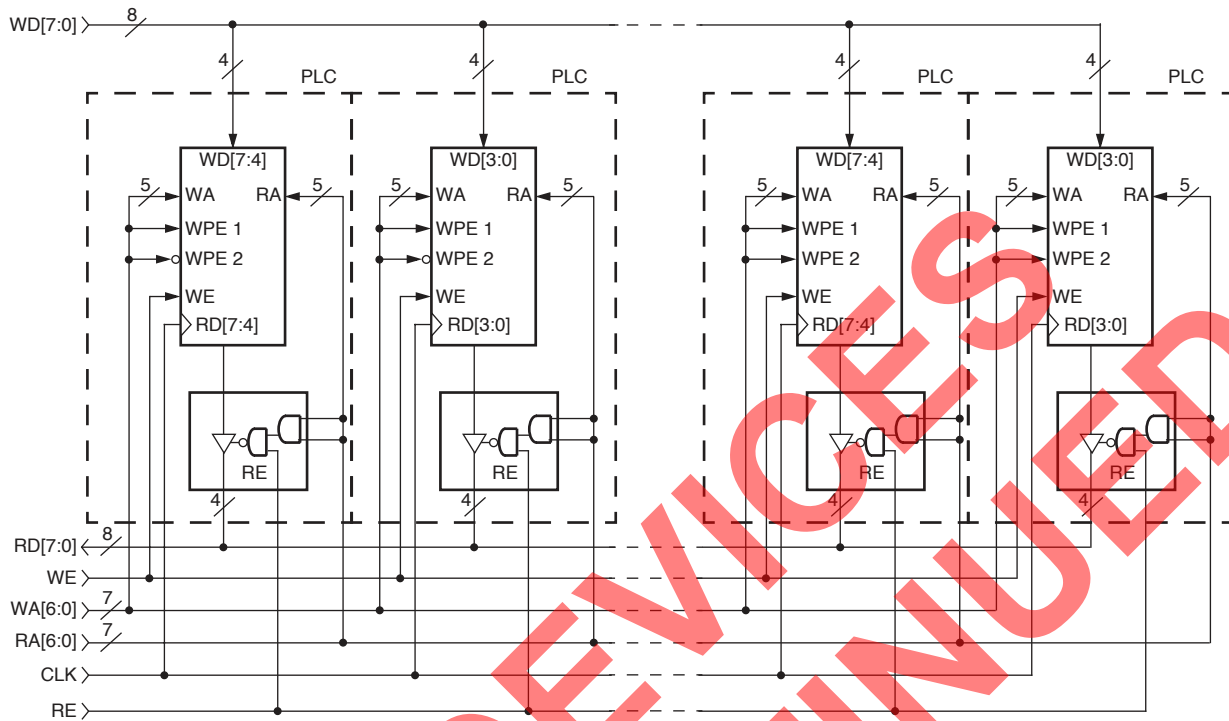 WD[7:0] 8
4 4 4 4
PLC PLC PLC PLC
WD[7:4] WD[3:0] WD[7:4] WD[3:0]
5 WA RA 5 5 WA RA 5 5 WA RA 5 5 WA RA 5
WPE 1 WPE 1 WPE 1 WPE 1
WPE 2 WPE 2 WPE 2 WPE 2
WE WE WE WE
RD[7:4] RD[3:0] RD[7:4] RD[3:0]
RE RE RE RE
4 4 4 4
RD[7:0] 8
WE
WA[6:0] 7
RA[6:0] 7
CLK
RE